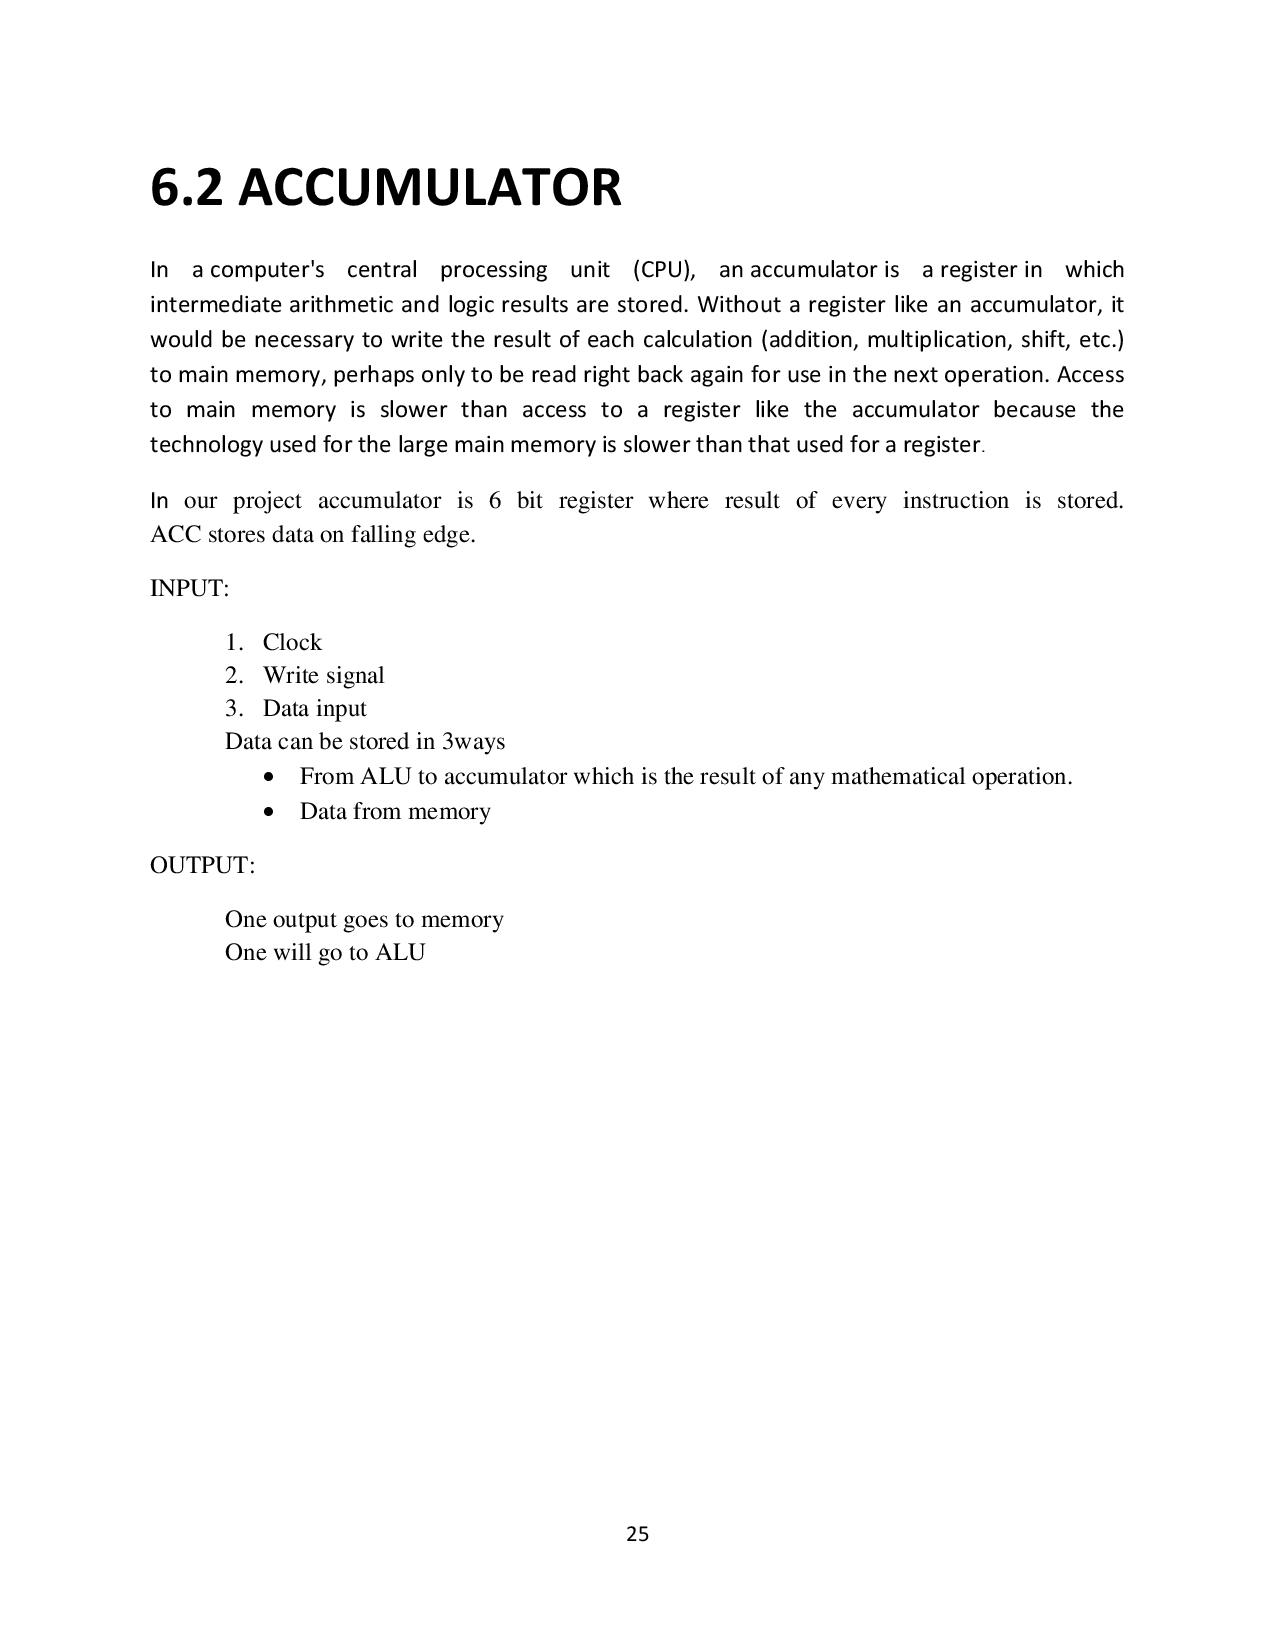 6.2 ACCUMULATOR
In a computer's central processing unit (CPU), an accumulator is a register in which
intermediate arithmetic and logic results are stored. Without a register like an accumulator, it
would be necessary to write the result of each calculation (addition, multiplication, shift, etc.)
to main memory, perhaps only to be read right back again for use in the next operation. Access
to main memory is slower than access to a register like the accumulator because the
technology used for the large main memory is slower than that used for a register.
In our project accumulator is 6 bit register where result of every instruction is stored.
ACC stores data on falling edge.
INPUT:
1. Clock
2. Write signal
3. Data input
Data can be stored in 3ways
• From ALU to accumulator which is the result of any mathematical operation.
• Data from memory
OUTPUT:
One output goes to memory
One will go to ALU
25